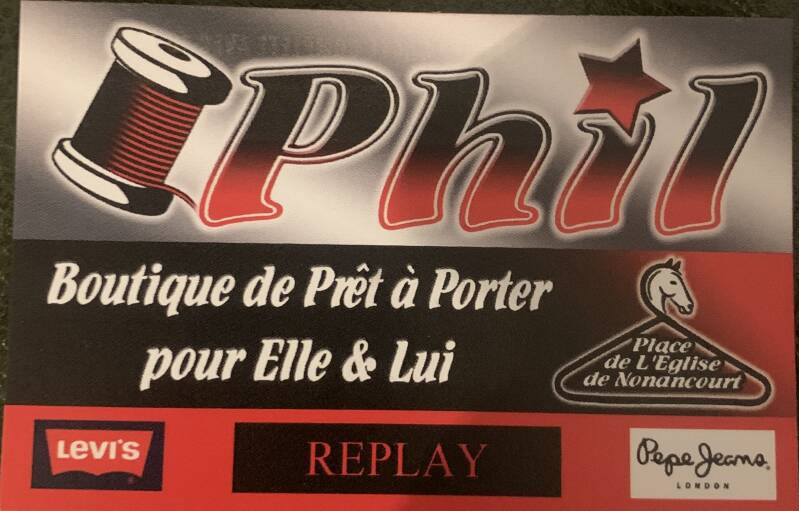 Phil
Boutique de Prêt à Porter
pour Elle & Lui
Place
de L'Eglise
de Nonancourt
LEVI'S
REPLAY
Pepe Jeans
LONDON